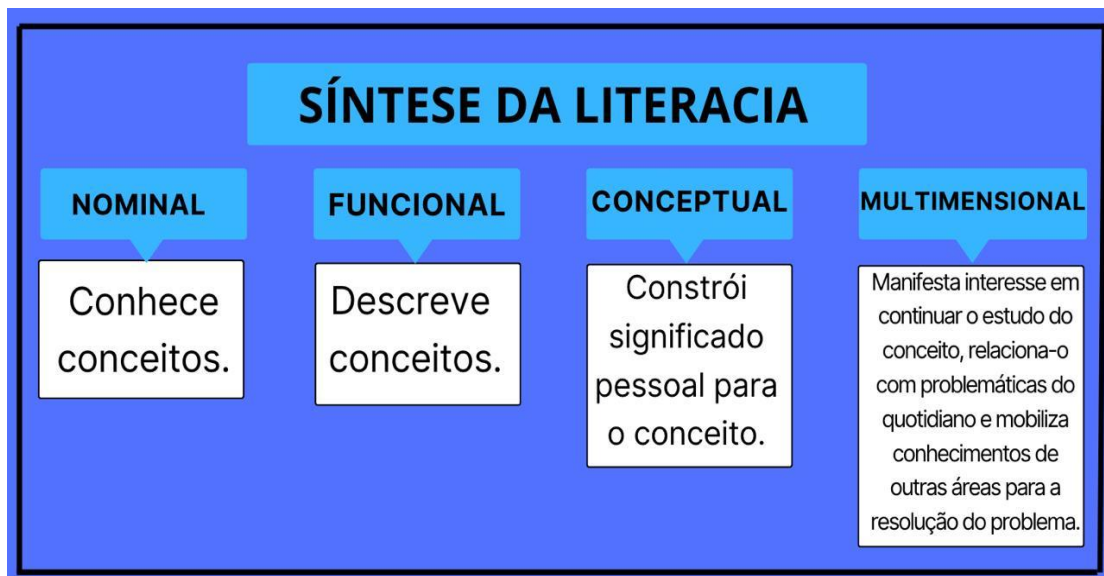 SÍNTESE DA LITERACIA
NOMINAL
Conhece
conceitos.
FUNCIONAL
Descreve
conceitos.
CONCEPTUAL
Constrói
significado
pessoal para
o conceito.
MULTIMENSIONAL
Manifesta interesse em
continuar o estudo do
conceito, relaciona-o
com problemáticas do
quotidiano e mobiliza
conhecimentos de
outras áreas para a
resolução do problema.